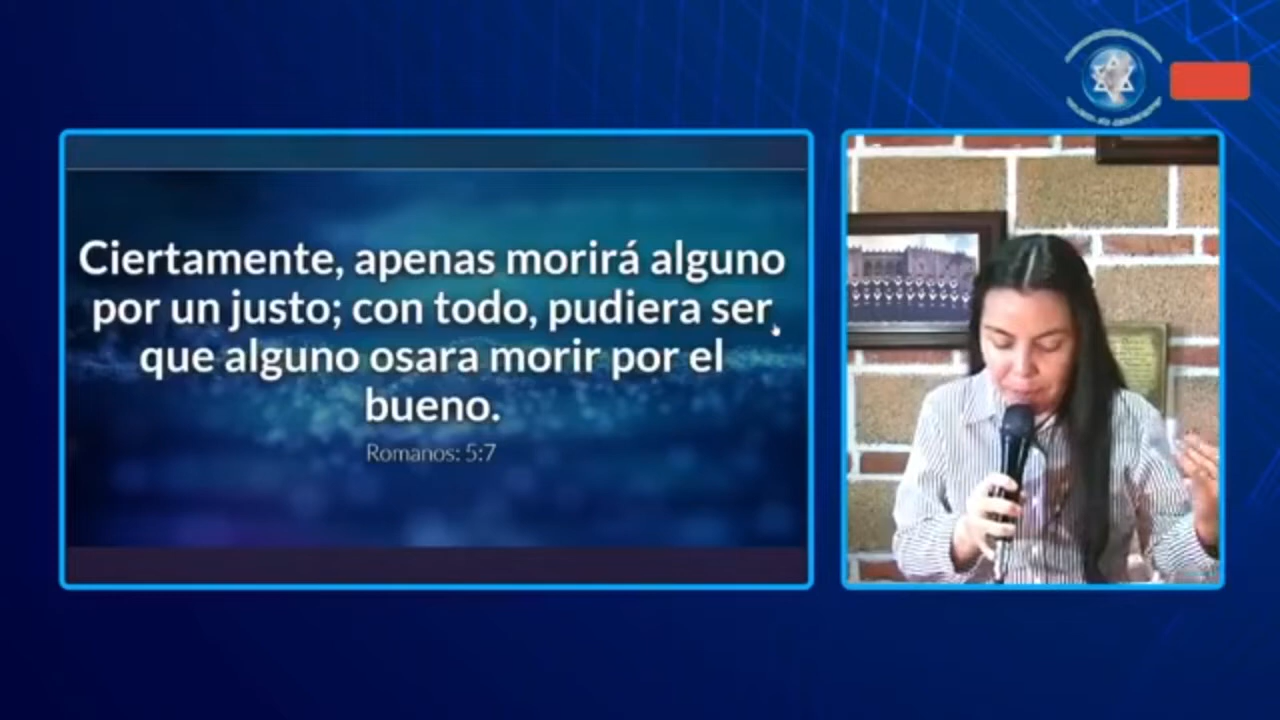 Ciertamente, apenas morirá alguno
por un justo; con todo, pudiera ser
que alguno osara morir por el
bueno.
Romanos: 5:7